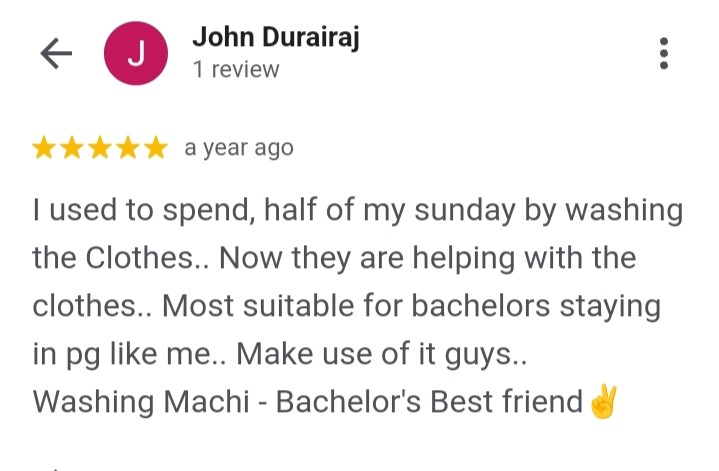 John Durairaj
1 review
a year ago
I used to spend, half of my sunday by washing
the Clothes.. Now they are helping with the
clothes.. Most suitable for bachelors staying
in pg like me.. Make use of it guys..
Washing Machi - Bachelor's Best friend✌️